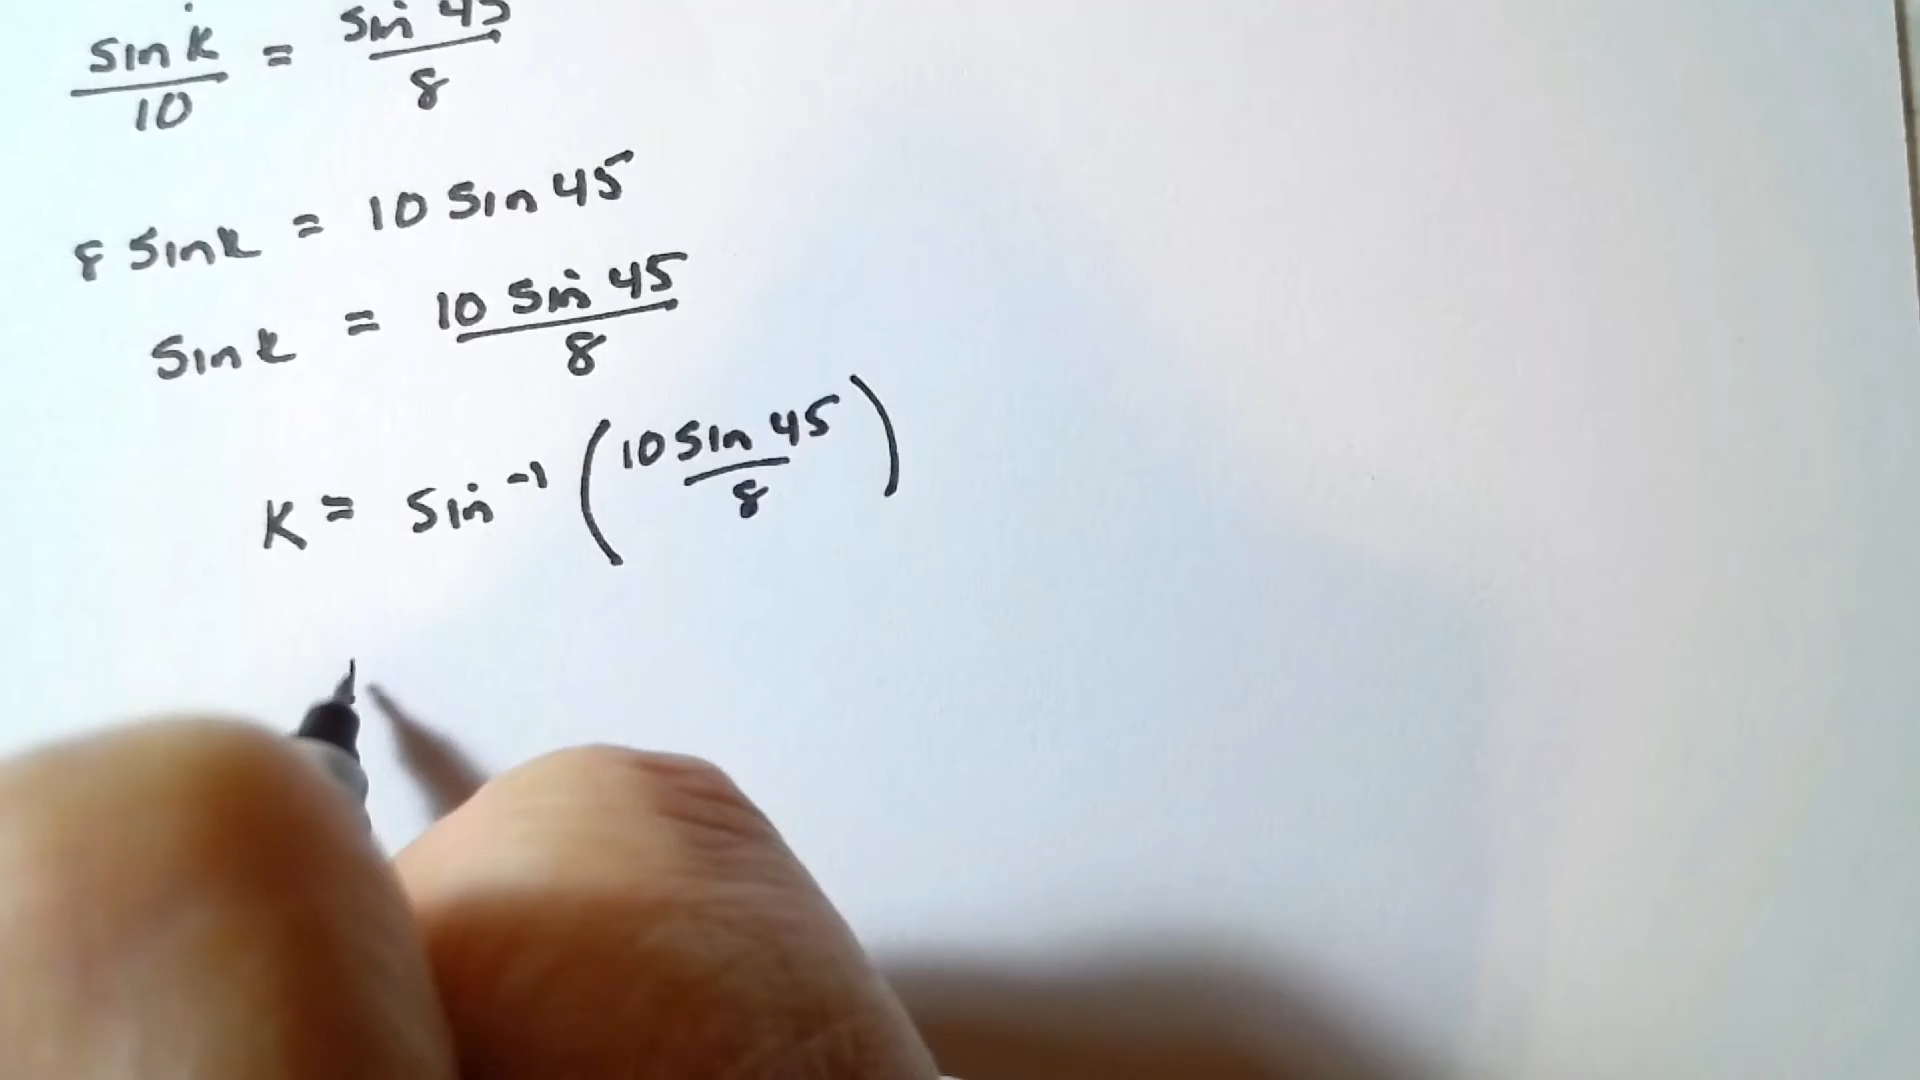 sin k / 10 = sin 45 / 8
8 sin k = 10 sin 45
sin k = 10 sin 45 / 8
K = sin⁻¹ (10 sin 45 / 8)